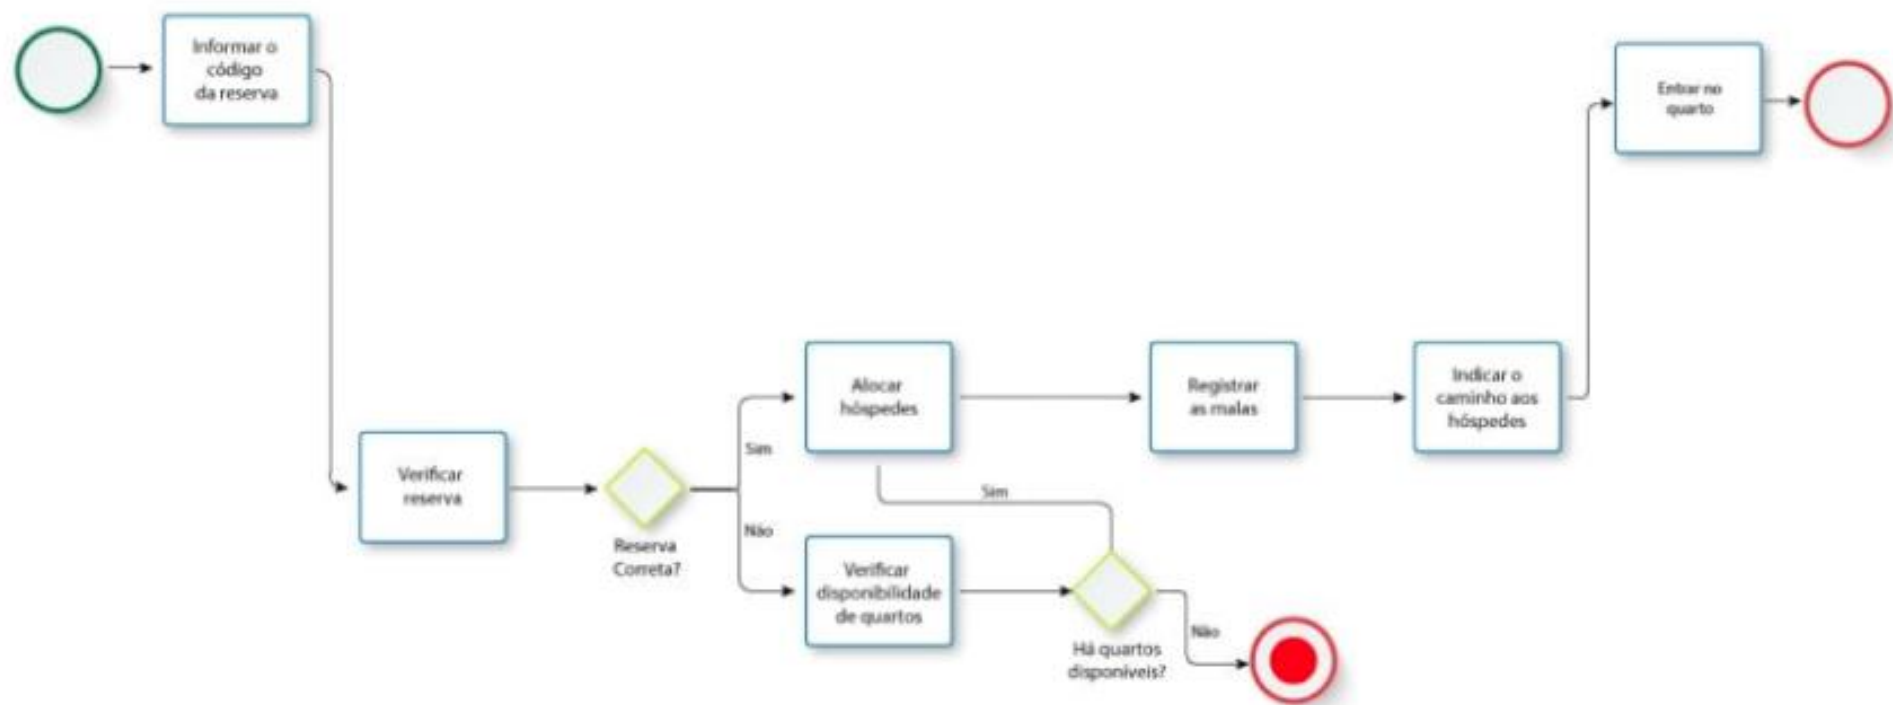 Informar o
código
da reserva
Verificar
reserva
Reserva
Correta?
Sim
Não
Alocar
hóspedes
Verificar
disponibilidade
de quartos
Sim
Há quartos
disponíveis?
Não
Registrar
as malas
Indicar o
caminho aos
hóspedes
Entrar no
quarto